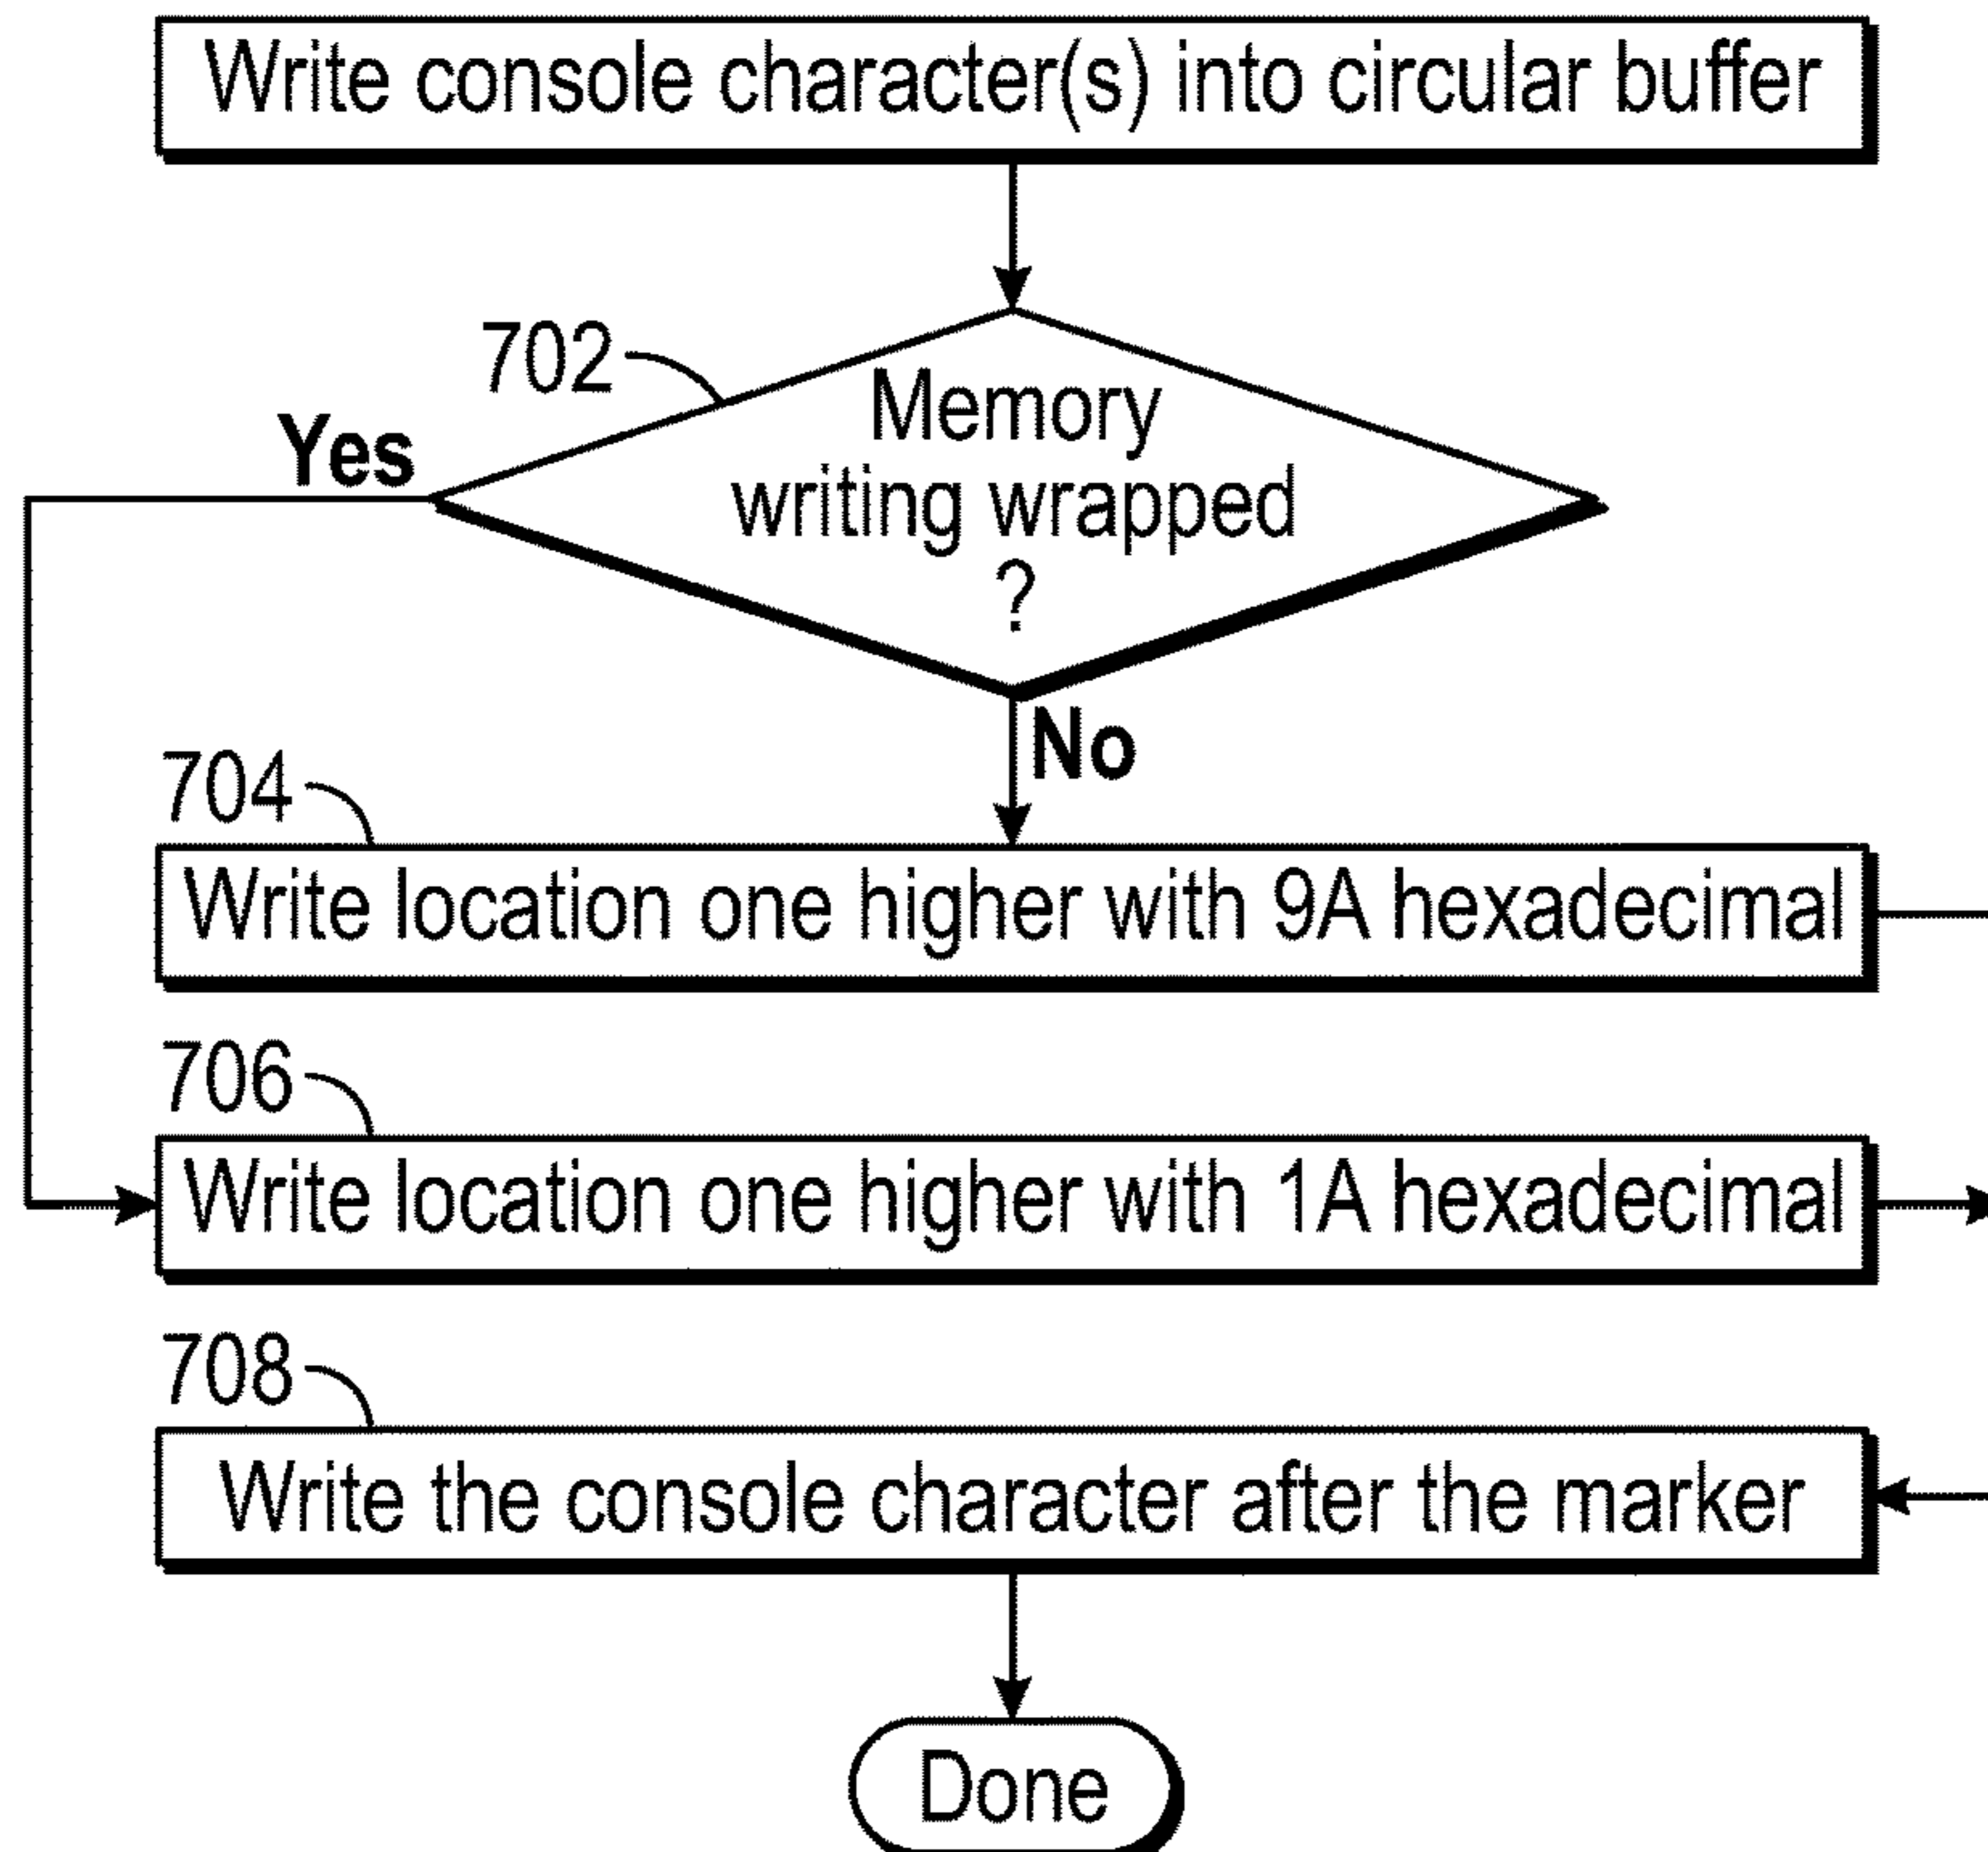 Write console character(s) into circular buffer
702
Yes
Memory
writing wrapped
?
No
704
Write location one higher with 9A hexadecimal
706
Write location one higher with 1A hexadecimal
708
Write the console character after the marker
Done